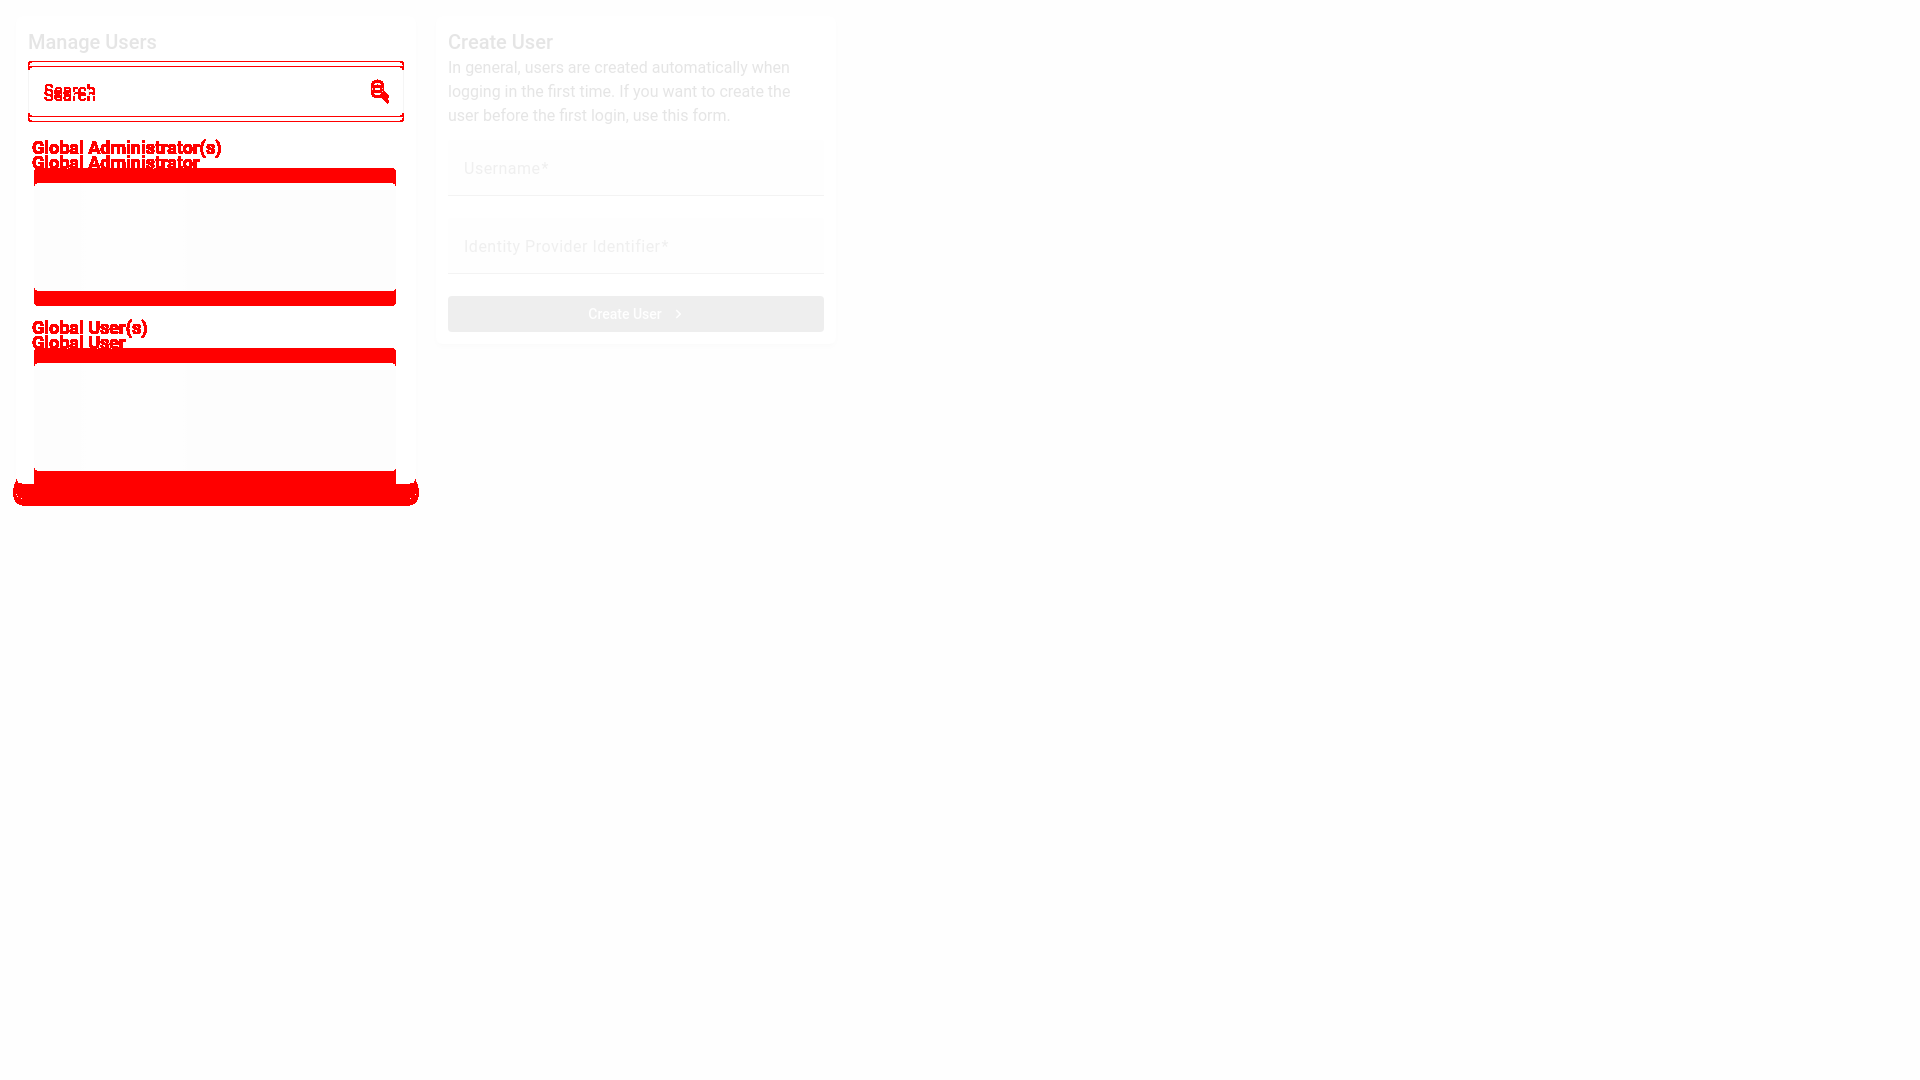 Manage Users
Search
Search
Global Administrator(s)
Global Administrator
Global User(s)
Global User
Create User
In general, users are created automatically when
logging in the first time. If you want to create the
user before the first login, use this form.
Username*
Identity Provider Identifier*
Create User